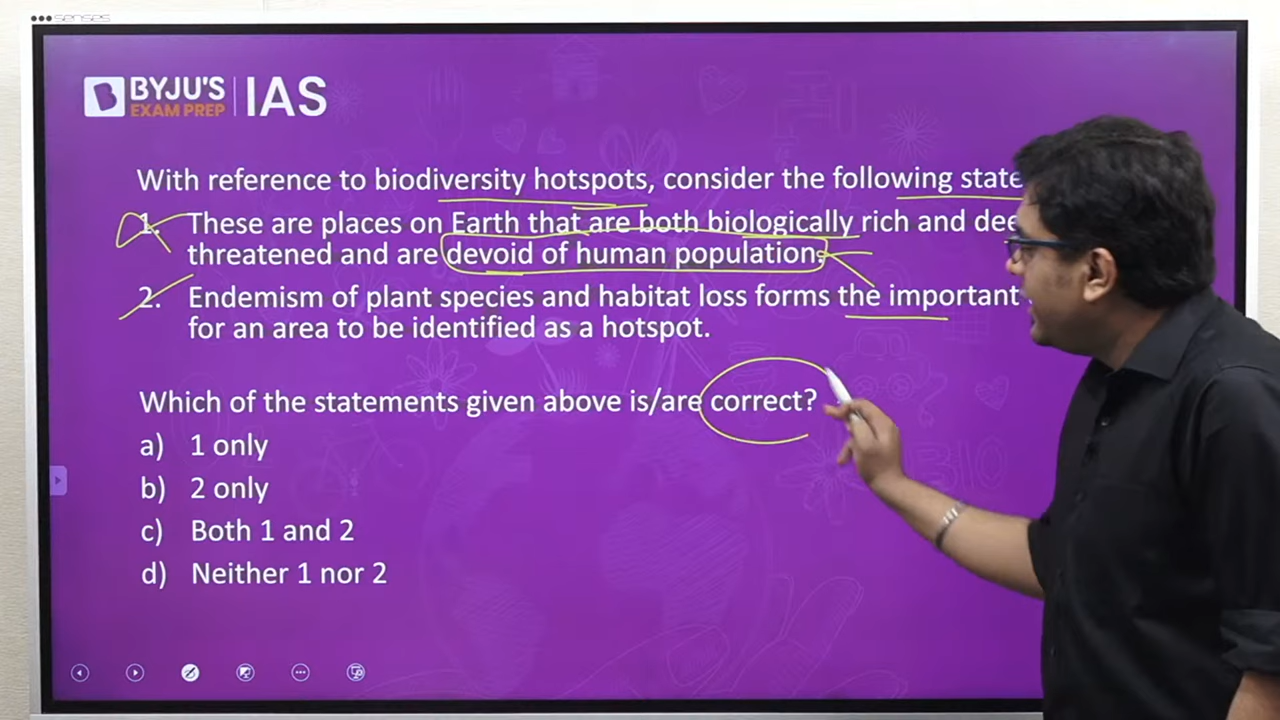 senses
BYJU'S IAS
EXAM PREP
With reference to biodiversity hotspots, consider the following state
1. These are places on Earth that are both biologically rich and dee
threatened and are devoid of human population.
2. Endemism of plant species and habitat loss forms the important
for an area to be identified as a hotspot.
Which of the statements given above is/are correct?
a) 1 only
b) 2 only
c) Both 1 and 2
d) Neither 1 nor 2
BIO